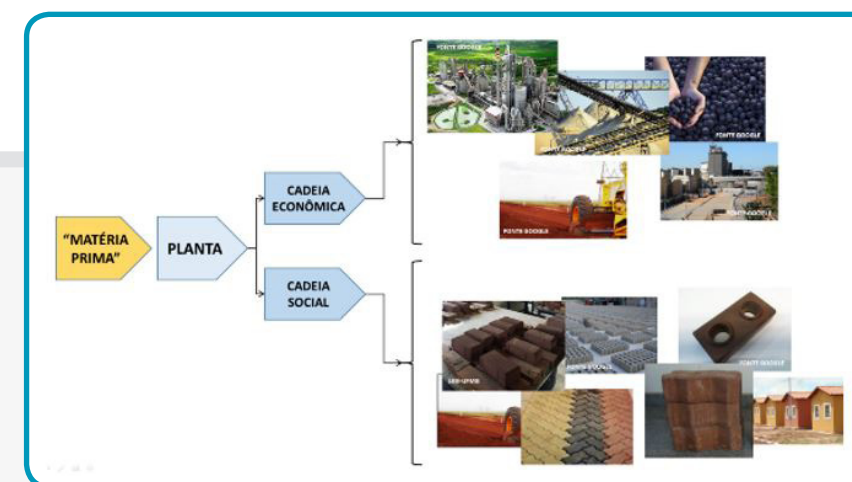 "MATÉRIA
PRIMA"
PLANTA
CADEIA
ECONÔMICA
CADEIA
SOCIAL
FONTE GOOGLE
FONTE GOOGLE
FONTE GOOGLE
FONTE GOOGLE
FONTE GOOGLE
FONTE GOOGLE
FONTE GOOGLE